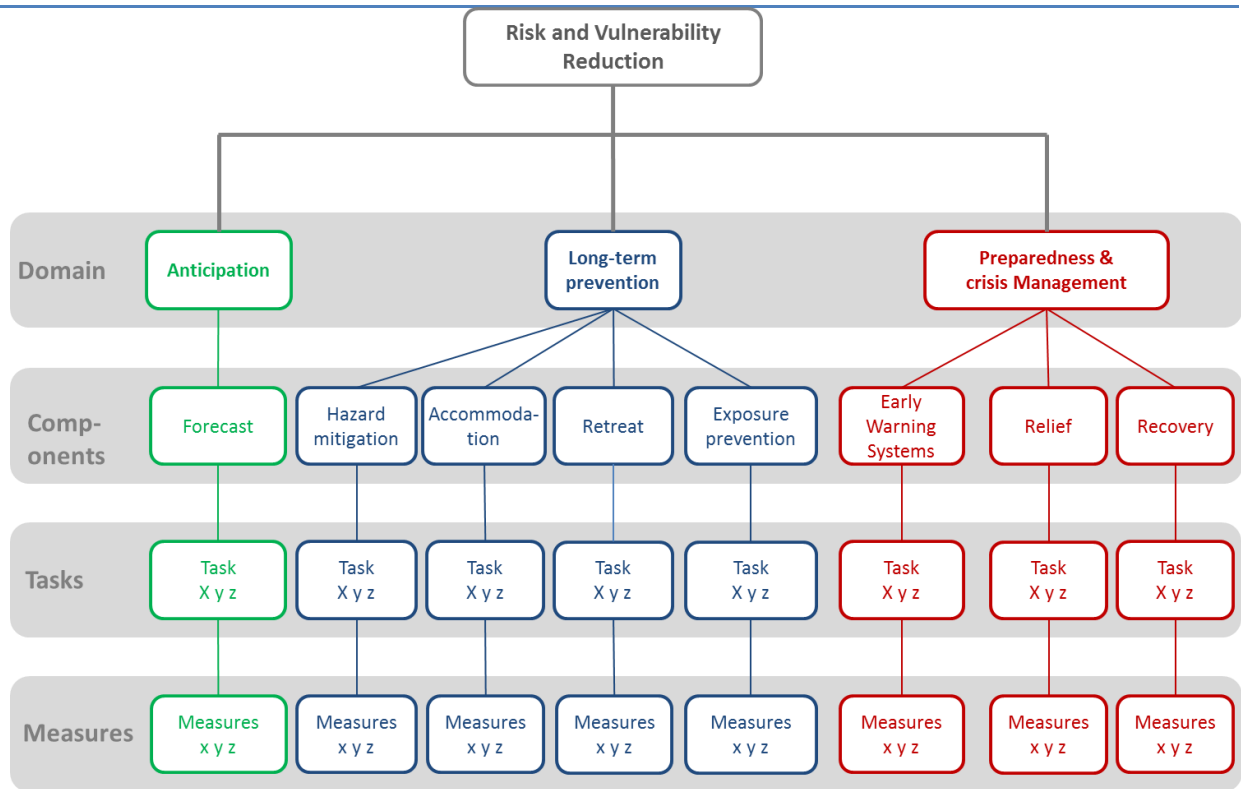 Risk and Vulnerability
Reduction
Domain
Anticipation
Long-term
prevention
Preparedness &
crisis Management
Comp-
onents
Forecast
Hazard
mitigation
Accommoda-
tion
Retreat
Exposure
prevention
Early
Warning
Systems
Relief
Recovery
Tasks
Task
X y z
Task
X y z
Task
X y z
Task
X y z
Task
X y z
Task
X y z
Task
X y z
Task
X y z
Measures
Measures
x y z
Measures
x y z
Measures
x y z
Measures
x y z
Measures
x y z
Measures
x y z
Measures
x y z
Measures
x y z